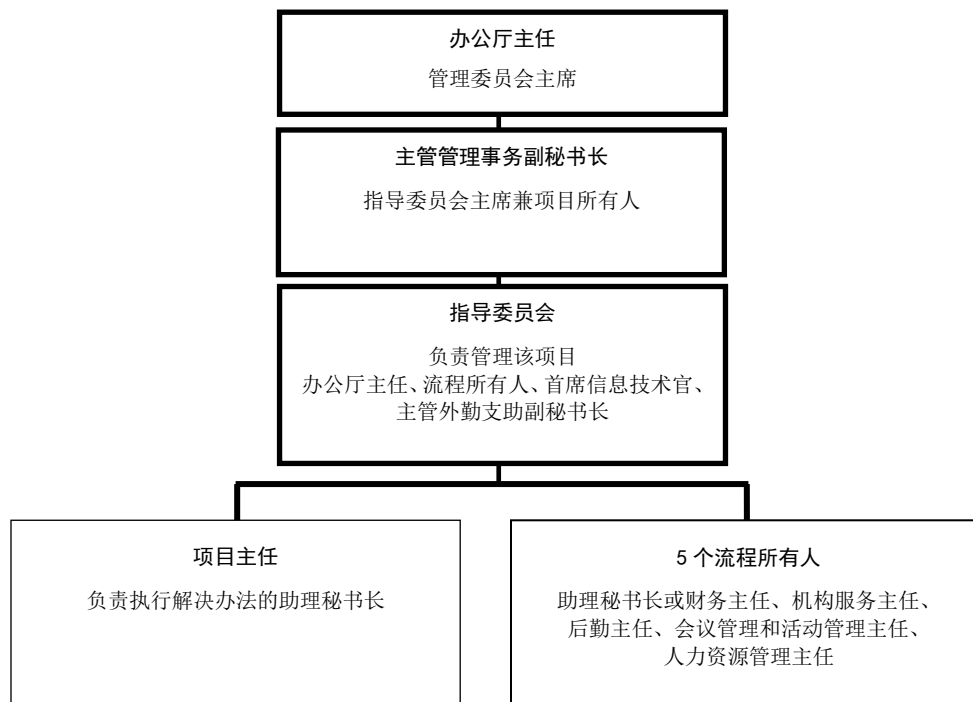 办公厅主任
管理委员会主席
主管管理事务副秘书长
指导委员会主席兼项目所有人
指导委员会
负责管理该项目
办公厅主任、流程所有人、首席信息技术官、
主管外勤支助副秘书长
项目主任
负责执行解决办法的助理秘书长
5 个流程所有人
助理秘书长或财务主任、机构服务主任、
后勤主任、会议管理和活动管理主任、
人力资源管理主任